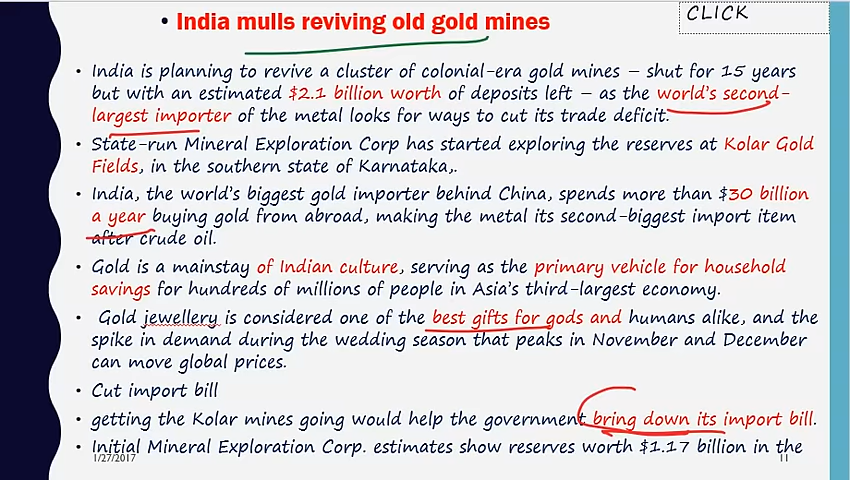 • India mulls reviving old gold mines
CLICK
• India is planning to revive a cluster of colonial-era gold mines – shut for 15 years
but with an estimated $2.1 billion worth of deposits left – as the world's second-
largest importer of the metal looks for ways to cut its trade deficit.
• State-run Mineral Exploration Corp has started exploring the reserves at Kolar Gold
Fields, in the southern state of Karnataka,.
• India, the world's biggest gold importer behind China, spends more than $30 billion
a year buying gold from abroad, making the metal its second-biggest import item
after crude oil.
• Gold is a mainstay of Indian culture, serving as the primary vehicle for household
savings for hundreds of millions of people in Asia's third-largest economy.
• Gold jewellery is considered one of the best gifts for gods and humans alike, and the
spike in demand during the wedding season that peaks in November and December
can move global prices.
• Cut import bill
• getting the Kolar mines going would help the government bring down its import bill.
• Initial Mineral Exploration Corp. estimates show reserves worth $1.17 billion in the
1/27/2017
11